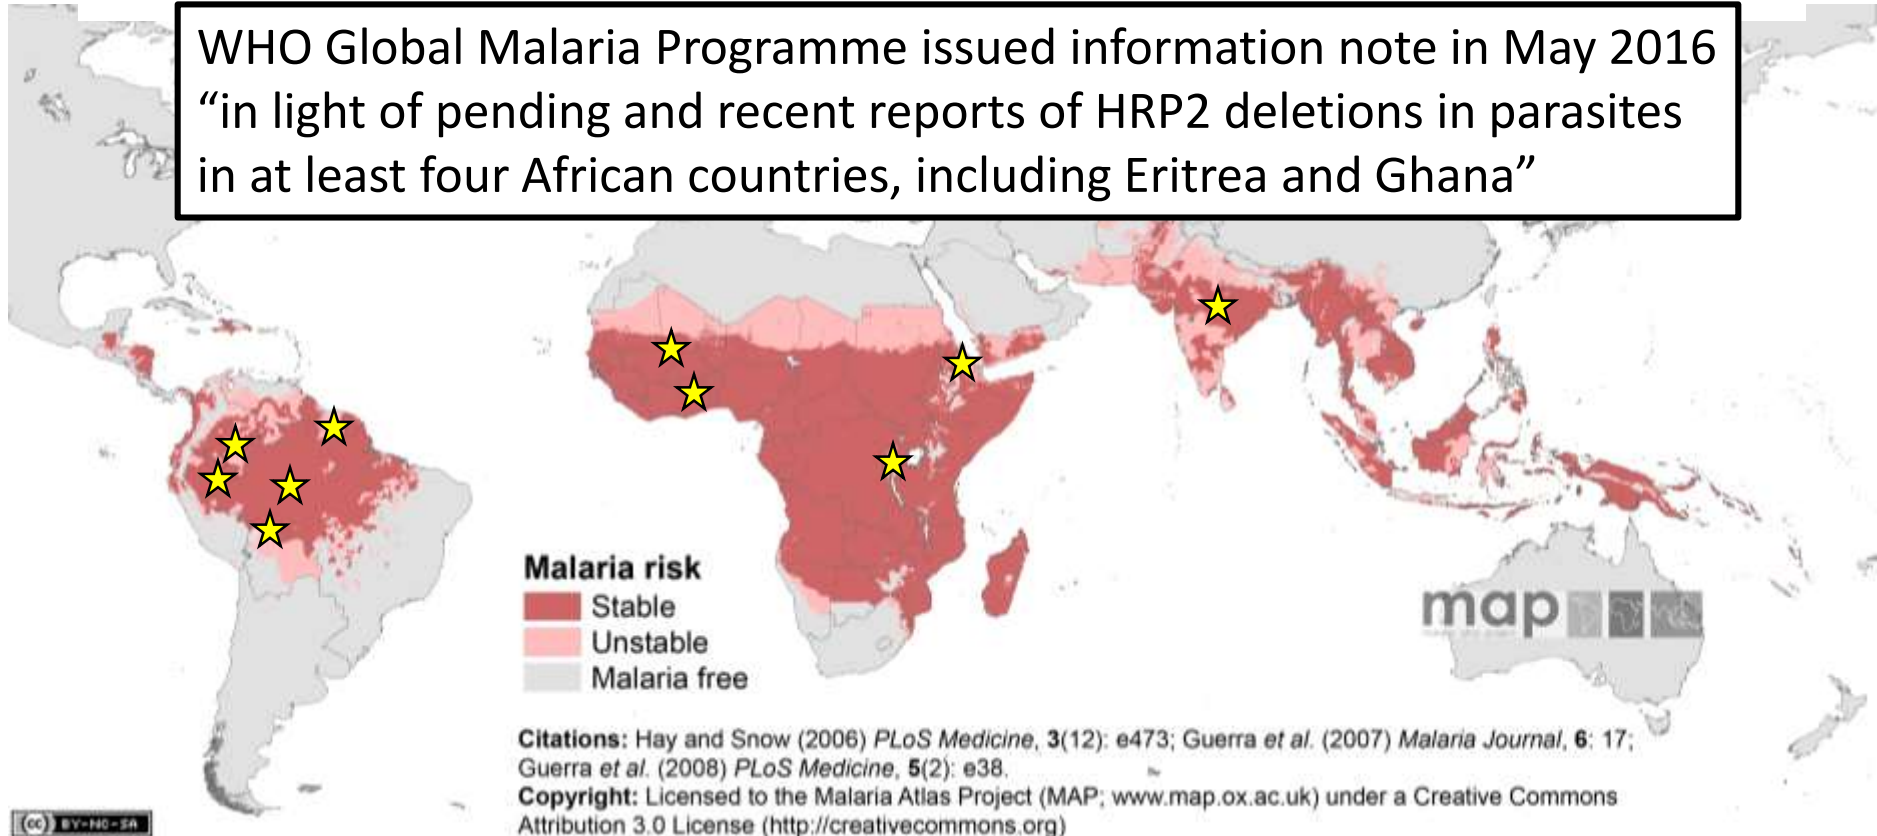 WHO Global Malaria Programme issued information note in May 2016
“in light of pending and recent reports of HRP2 deletions in parasites
in at least four African countries, including Eritrea and Ghana”
Malaria risk
Stable
Unstable
Malaria free
map
Citations: Hay and Snow (2006) PLoS Medicine, 3(12): e473; Guerra et al. (2007) Malaria Journal, 6: 17;
Guerra et al. (2008) PLoS Medicine, 5(2): e38.
Copyright: Licensed to the Malaria Atlas Project (MAP; www.map.ox.ac.uk) under a Creative Commons
Attribution 3.0 License (http://creativecommons.org)
(cc) BY-NC-SA